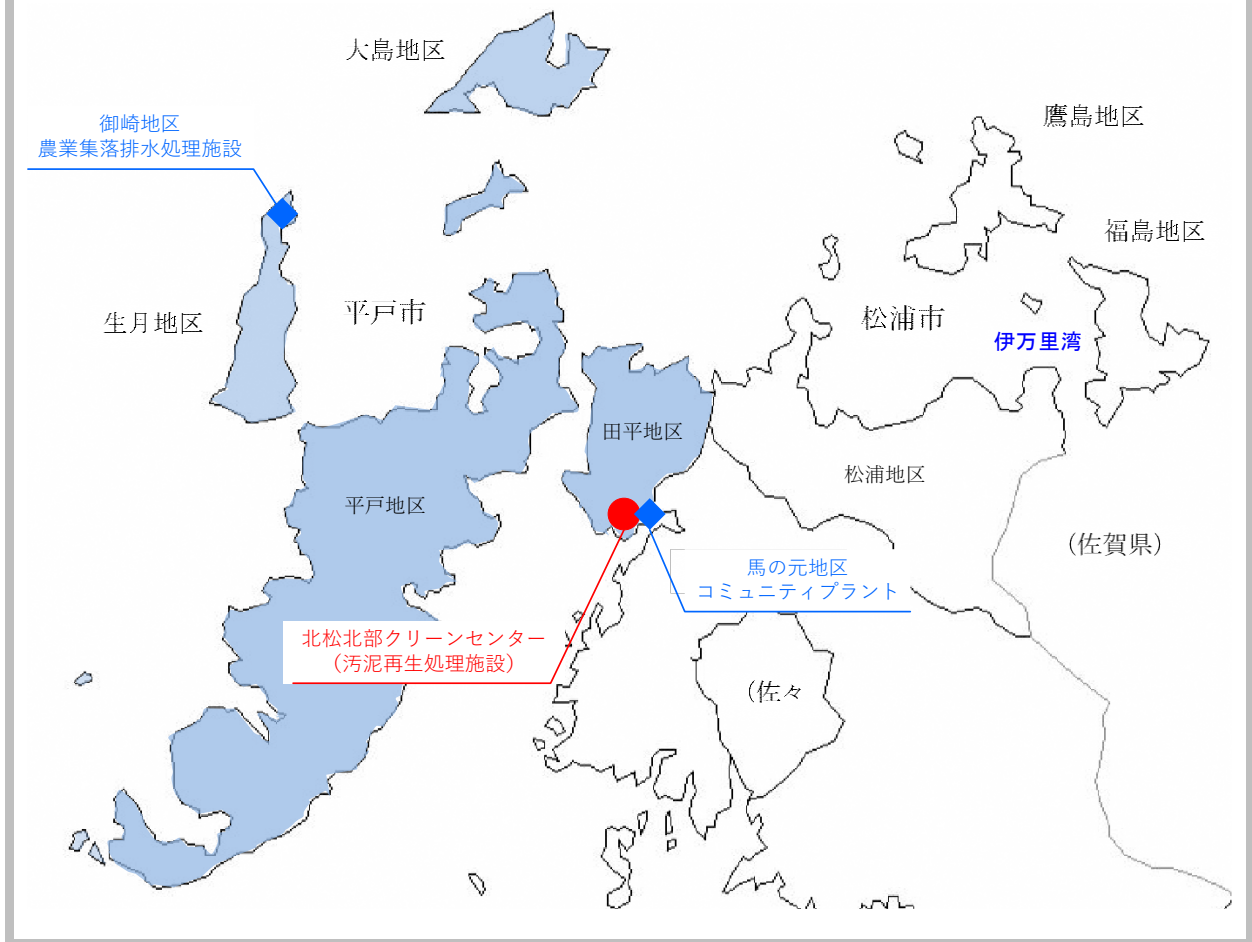 大島地区
御崎地区
農業集落排水処理施設
鷹島地区
福島地区
生月地区
平戸市
松浦市
伊万里湾
田平地区
松浦地区
平戸地区
(佐賀県)
馬の元地区
コミュニティプラント
北松北部クリーンセンター
(汚泥再生処理施設)
(佐々